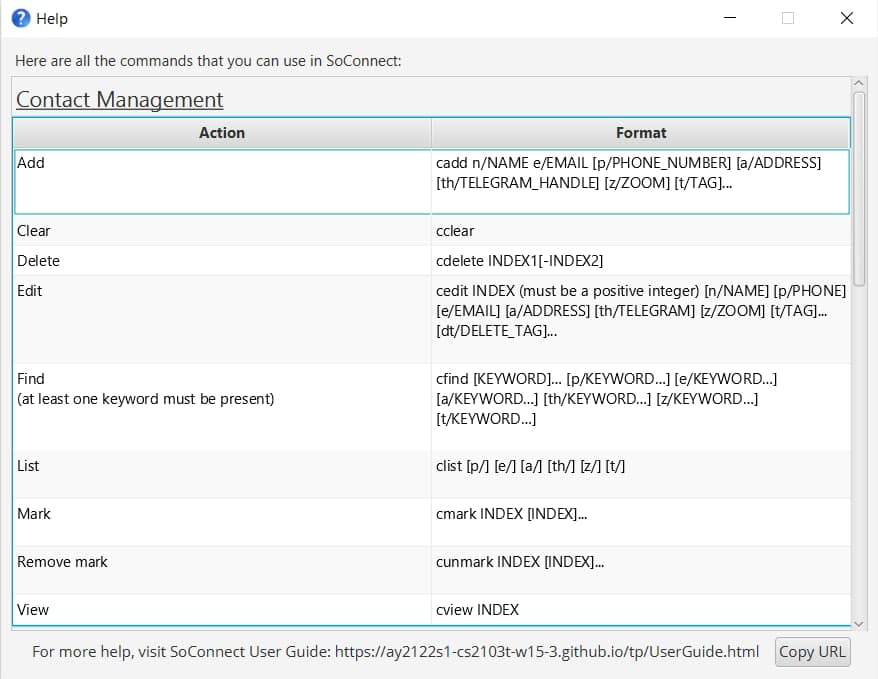 Help
Here are all the commands that you can use in SoConnect:
Contact Management
Action Format
Add cadd n/NAME e/EMAIL [p/PHONE_NUMBER] [a/ADDRESS]
[th/TELEGRAM_HANDLE] [z/ZOOM] [t/TAG]...
Clear cclear
Delete cdelete INDEX1[-INDEX2]
Edit cedit INDEX (must be a positive integer) [n/NAME] [p/PHONE]
[e/EMAIL] [a/ADDRESS] [th/TELEGRAM] [z/ZOOM] [t/TAG]...
[dt/DELETE_TAG]...
Find cfind [KEYWORD]... [p/KEYWORD...] [e/KEYWORD...]
(at least one keyword must be present) [a/KEYWORD...] [th/KEYWORD...] [z/KEYWORD...]
[t/KEYWORD...]
List clist [p/] [e/] [a/] [th/] [z/] [t/]
Mark cmark INDEX [INDEX]...
Remove mark cunmark INDEX [INDEX]...
View cview INDEX
For more help, visit SoConnect User Guide: https://ay2122s1-cs2103t-w15-3.github.io/tp/UserGuide.html Copy URL